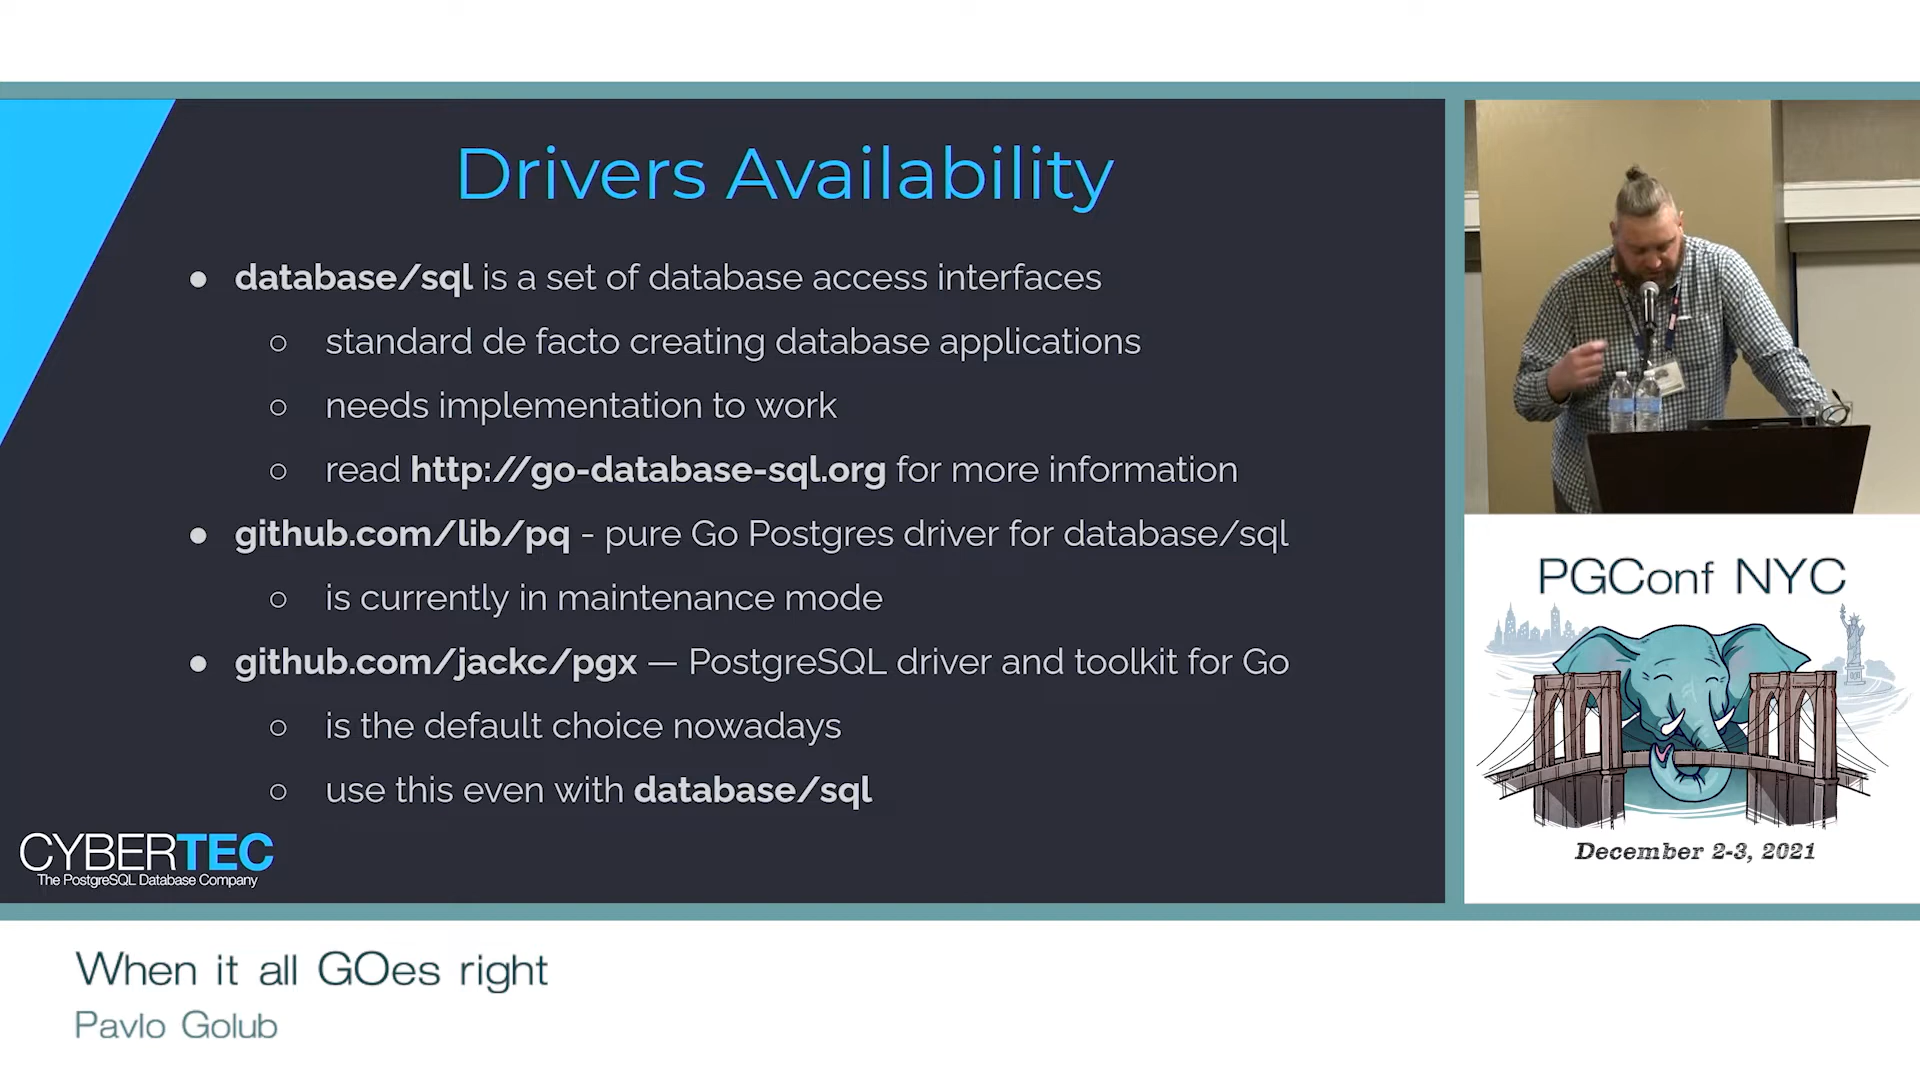 Drivers Availability
● database/sql is a set of database access interfaces
○ standard de facto creating database applications
○ needs implementation to work
○ read http://go-database-sql.org for more information
● github.com/lib/pq - pure Go Postgres driver for database/sql
○ is currently in maintenance mode
● github.com/jackc/pgx — PostgreSQL driver and toolkit for Go
○ is the default choice nowadays
○ use this even with database/sql
CYBERTEC
The PostgreSQL Database Company
PGConf NYC
December 2-3, 2021
When it all GOes right
Pavlo Golub